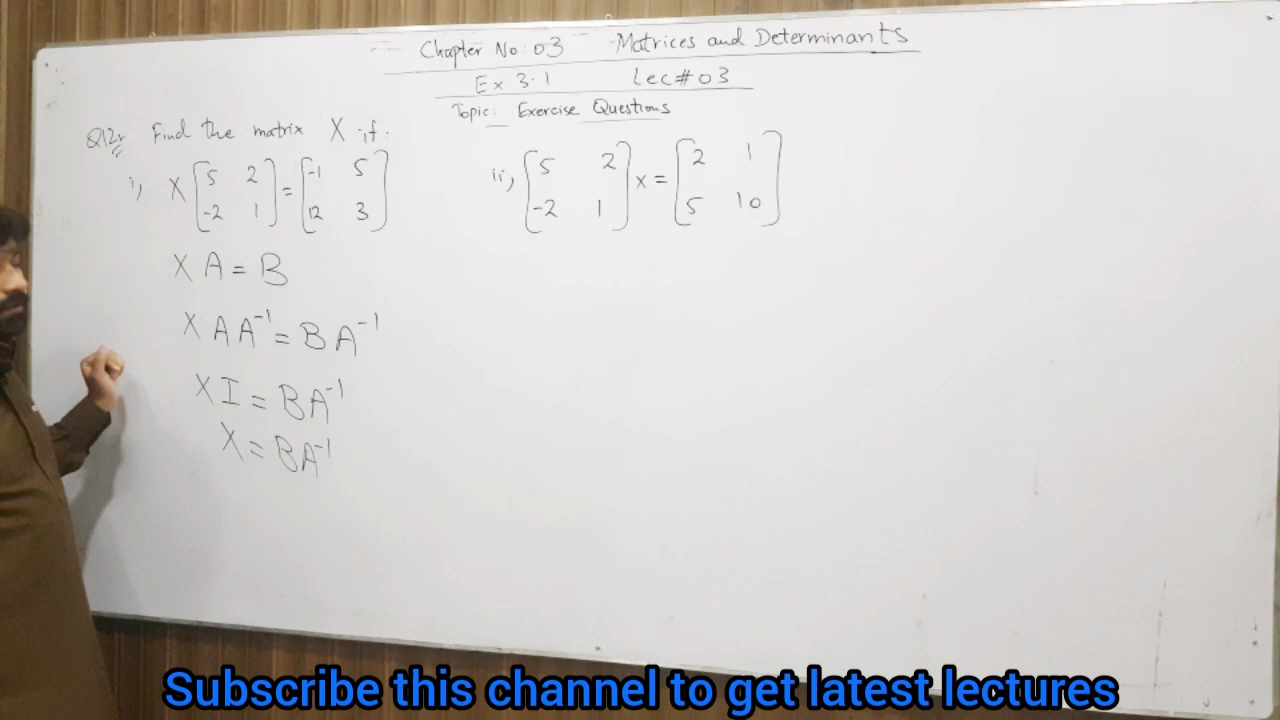 Chapter No: 03 Matrices and Determinants
Ex 3.1 Lec# 03
Topic: Exercise Questions
Q12: Find the matrix X if:
i) X [5 2; -2 1] = [-1 5; 12 3]
ii) [5 2; -2 1] X = [2 1; 5 10]
X A = B
X A A⁻¹ = B A⁻¹
X I = B A⁻¹
X = B A⁻¹
Subscribe this channel to get latest lectures